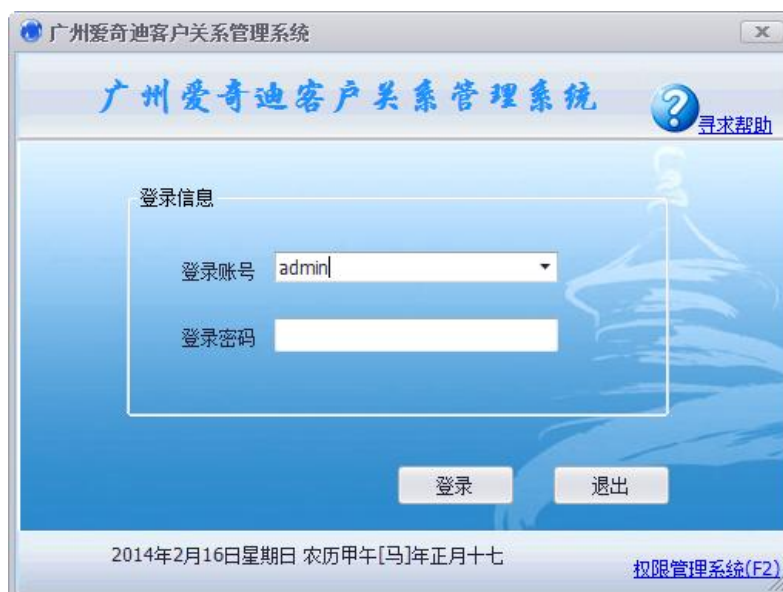 广州爱奇迪客户关系管理系统
广州爱奇迪客户关系管理系统
寻求帮助
登录信息
登录账号 admin
登录密码
登录 退出
2014年2月16日星期日 农历甲午[马]年正月十七
权限管理系统(F2)